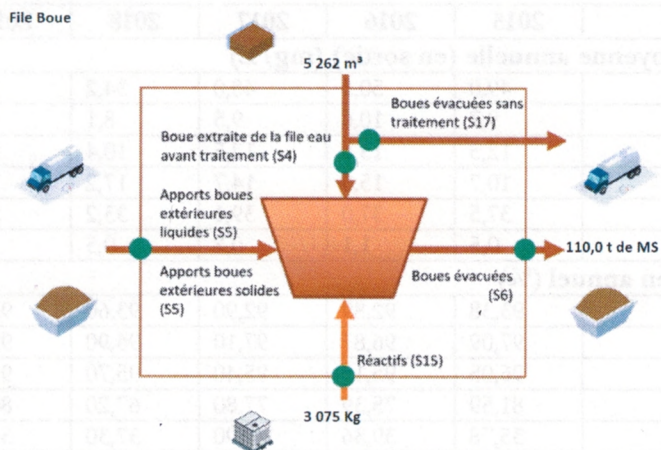 File Boue
5 262 m³
Boues évacuées sans
traitement (S17)
Boue extraite de la file eau
avant traitement (S4)
Apports boues
extérieures
liquides (S5)
Apports boues
extérieures solides
(S5)
110,0 t de MS
Boues évacuées
(S6)
Réactifs (S15)
3 075 Kg